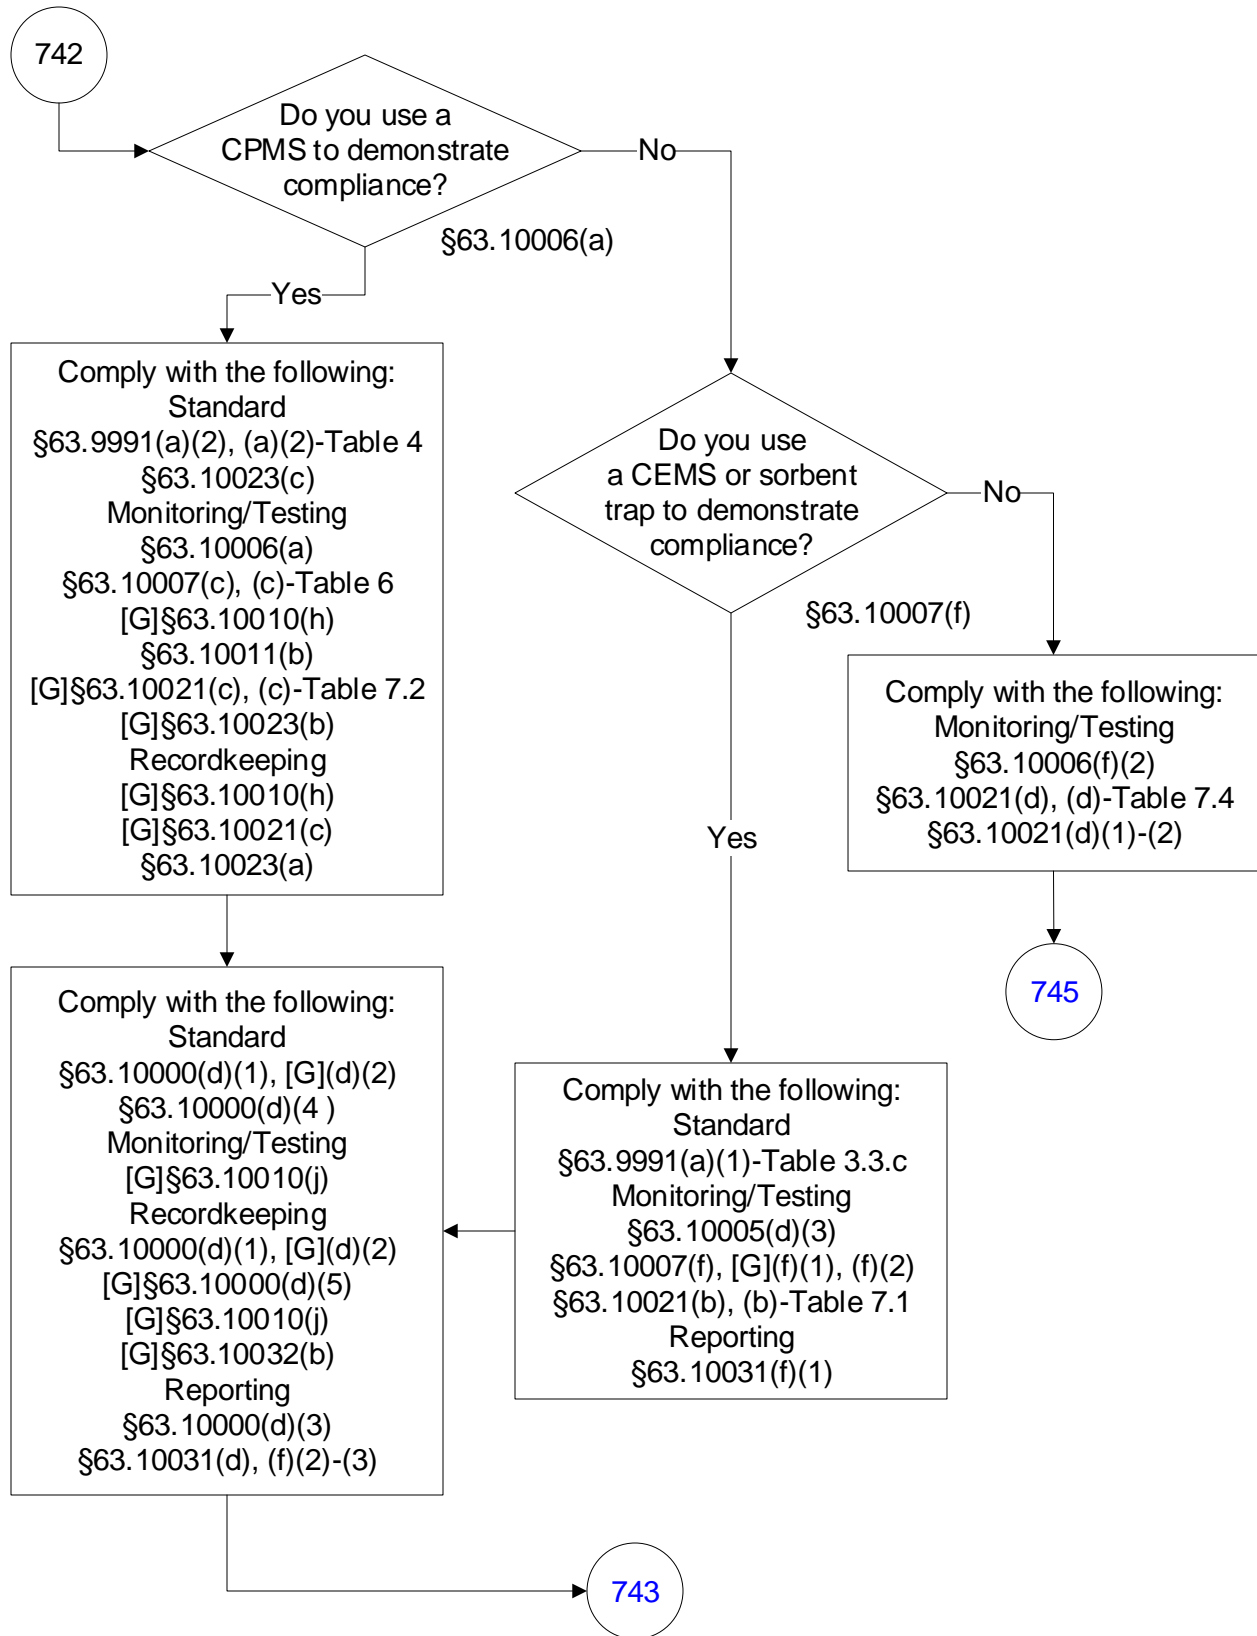 742
Do you use a
CPMS to demonstrate
compliance?
No
§63.10006(a)
Yes
Comply with the following:
Standard
§63.9991(a)(2), (a)(2)-Table 4
§63.10023(c)
Monitoring/Testing
§63.10006(a)
§63.10007(c), (c)-Table 6
[G]§63.10010(h)
§63.10011(b)
[G]§63.10021(c), (c)-Table 7.2
[G]§63.10023(b)
Recordkeeping
[G]§63.10010(h)
[G]§63.10021(c)
§63.10023(a)
Do you use
a CEMS or sorbent
trap to demonstrate
compliance?
No
§63.10007(f)
Yes
Comply with the following:
Monitoring/Testing
§63.10006(f)(2)
§63.10021(d), (d)-Table 7.4
§63.10021(d)(1)-(2)
745
Comply with the following:
Standard
§63.9991(a)(1)-Table 3.3.c
Monitoring/Testing
§63.10005(d)(3)
§63.10007(f), [G](f)(1), (f)(2)
§63.10021(b), (b)-Table 7.1
Reporting
§63.10031(f)(1)
Comply with the following:
Standard
§63.10000(d)(1), [G](d)(2)
§63.10000(d)(4 )
Monitoring/Testing
[G]§63.10010(j)
Recordkeeping
§63.10000(d)(1), [G](d)(2)
[G]§63.10000(d)(5)
[G]§63.10010(j)
[G]§63.10032(b)
Reporting
§63.10000(d)(3)
§63.10031(d), (f)(2)-(3)
743